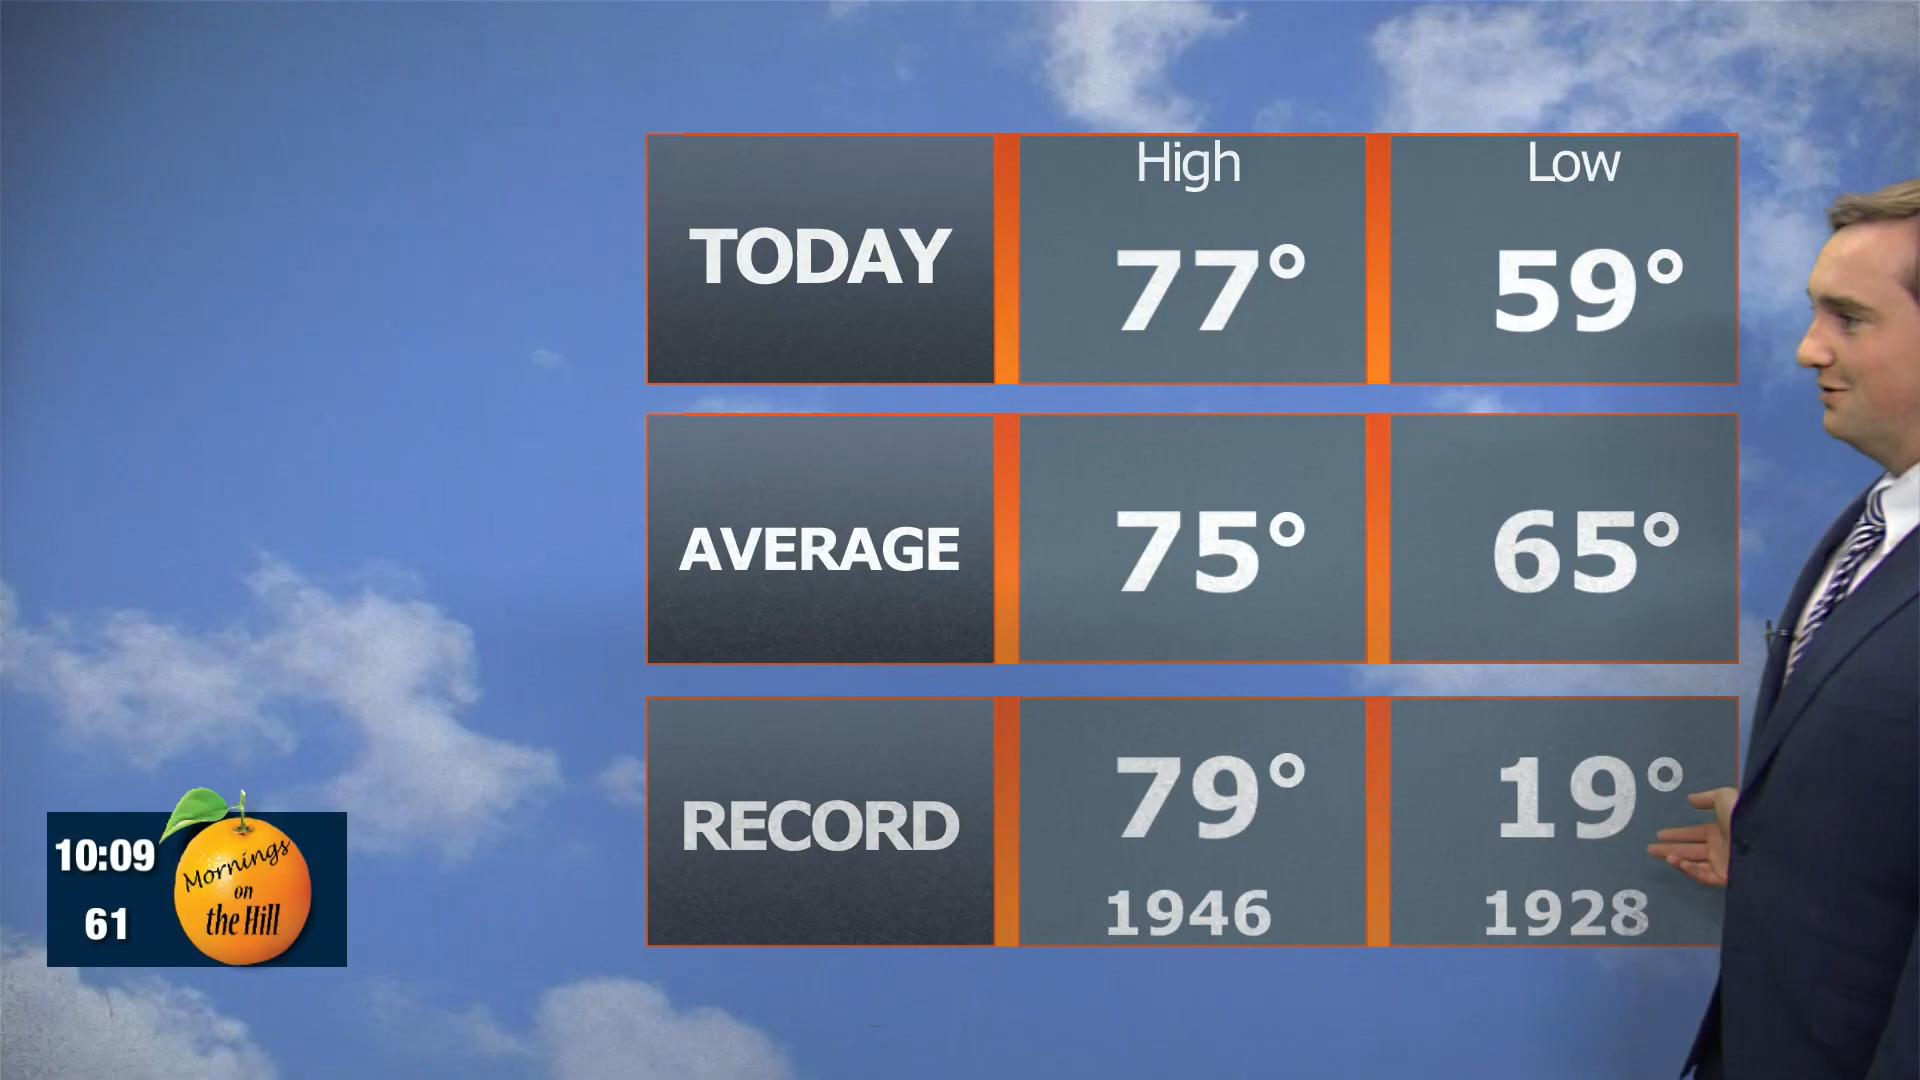 High
Low
TODAY
77°
59°
AVERAGE
75°
65°
RECORD
79°
19°
1946
1928
10:09
61
Mornings
on
the Hill